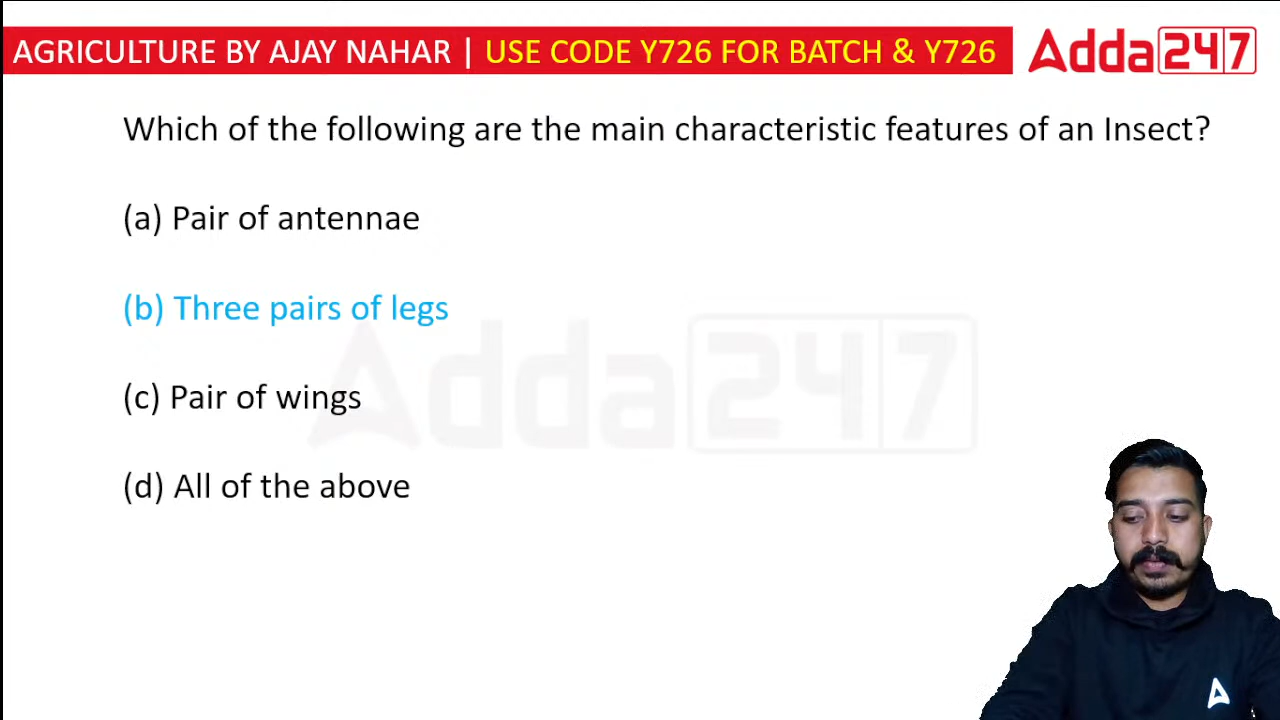 AGRICULTURE BY AJAY NAHAR | USE CODE Y726 FOR BATCH & Y726
Adda247
Which of the following are the main characteristic features of an Insect?
(a) Pair of antennae
(b) Three pairs of legs
(c) Pair of wings
(d) All of the above
Adda247